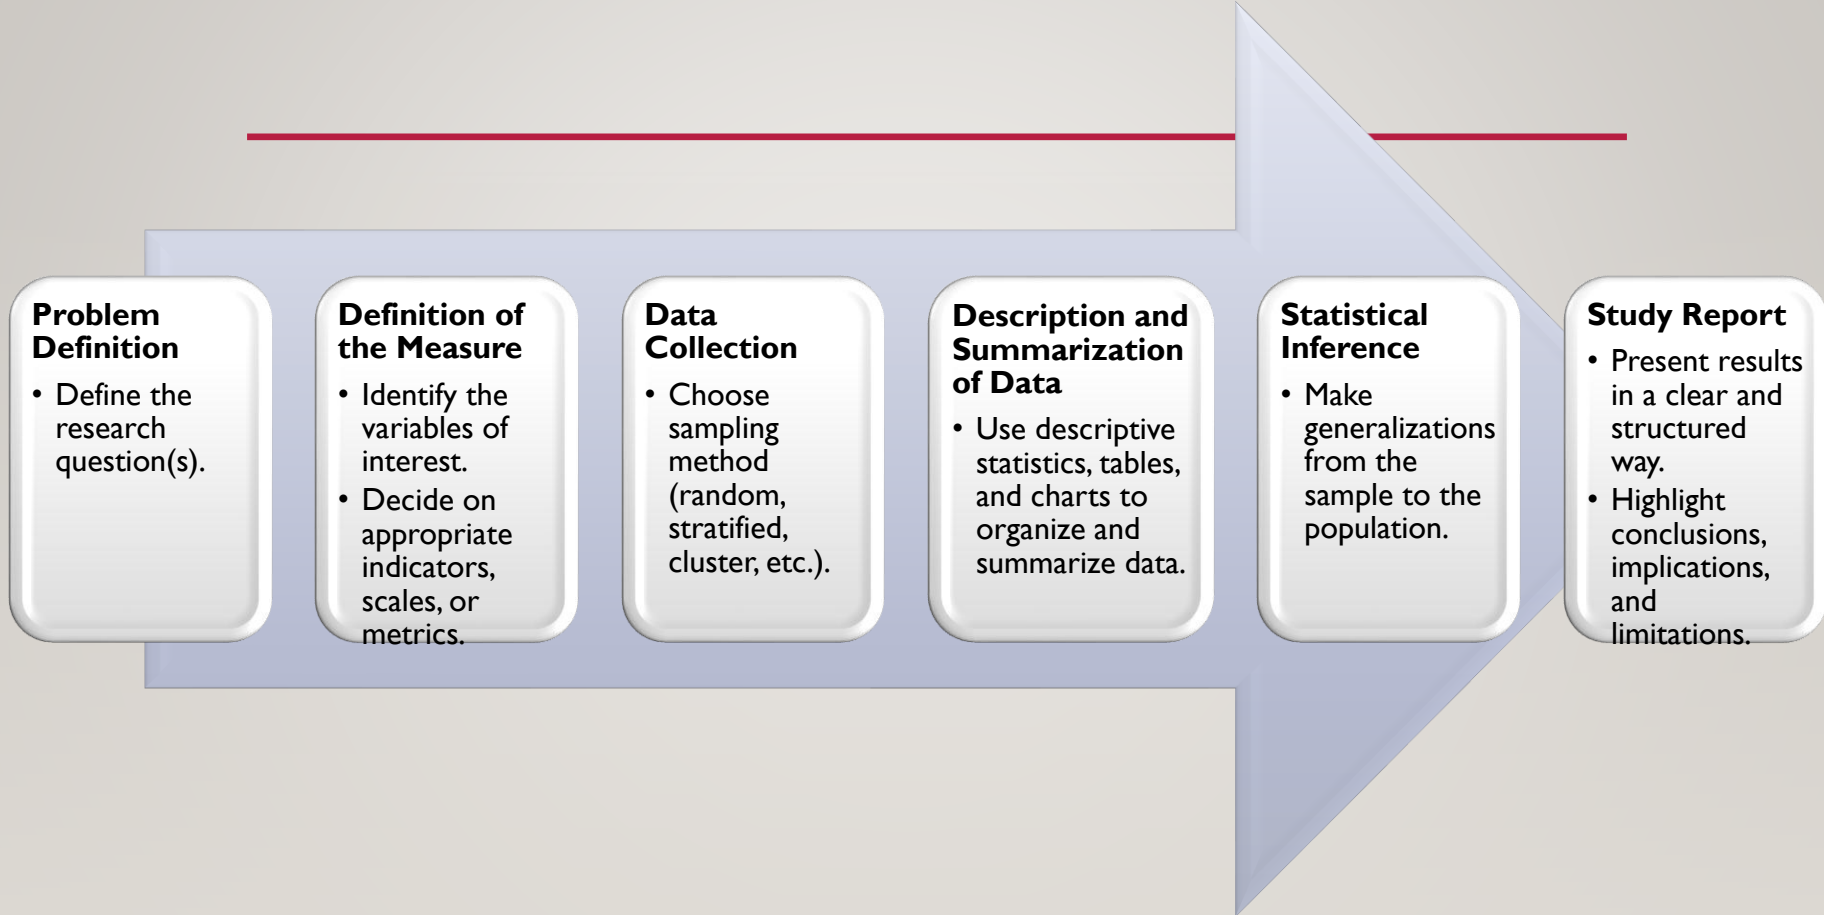 Problem
Definition
• Define the
research
question(s).
Definition of
the Measure
• Identify the
variables of
interest.
• Decide on
appropriate
indicators,
scales, or
metrics.
Data
Collection
• Choose
sampling
method
(random,
stratified,
cluster, etc.).
Description and
Summarization
of Data
• Use descriptive
statistics, tables,
and charts to
organize and
summarize data.
Statistical
Inference
• Make
generalizations
from the
sample to the
population.
Study Report
• Present results
in a clear and
structured
way.
• Highlight
conclusions,
implications,
and
limitations.